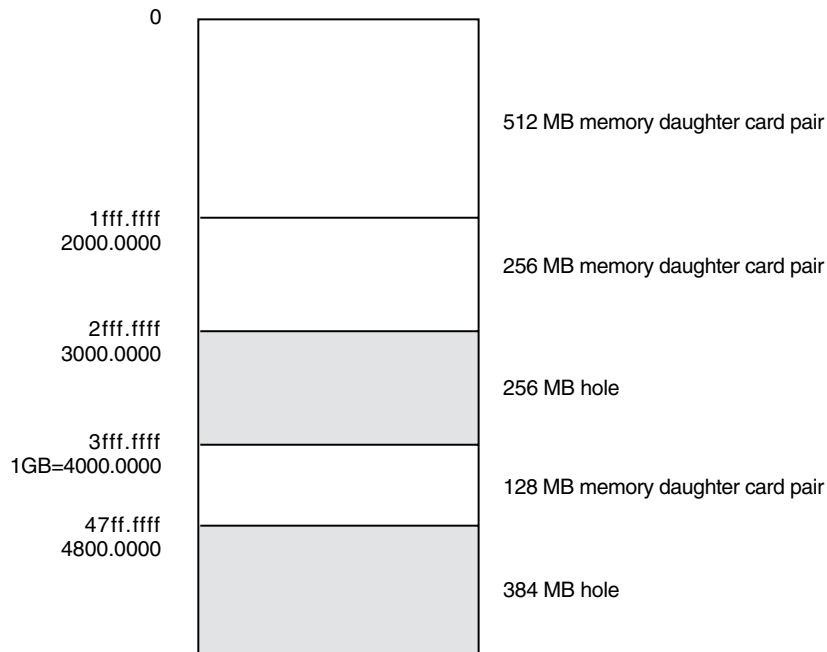 0
512 MB memory daughter card pair
1fff.ffff
2000.0000
256 MB memory daughter card pair
2fff.ffff
3000.0000
256 MB hole
3fff.ffff
1GB=4000.0000
128 MB memory daughter card pair
47ff.ffff
4800.0000
384 MB hole